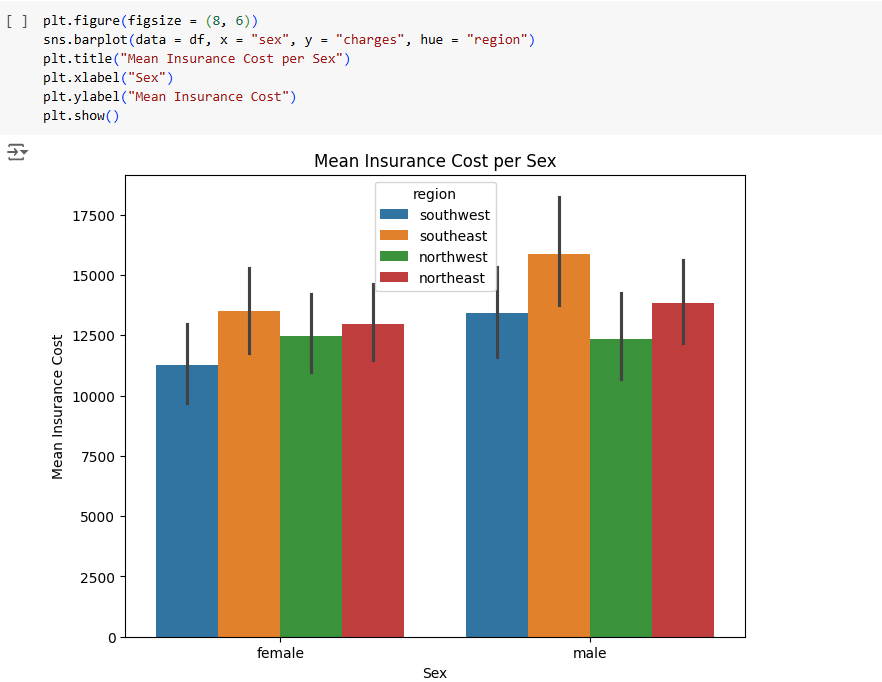 [ ] plt.figure(figsize = (8, 6))
sns.barplot(data = df, x = "sex", y = "charges", hue = "region")
plt.title("Mean Insurance Cost per Sex")
plt.xlabel("Sex")
plt.ylabel("Mean Insurance Cost")
plt.show()
Mean Insurance Cost per Sex
region
southwest
southeast
northwest
northeast
17500
15000
12500
10000
7500
5000
2500
0
Mean Insurance Cost
female male
Sex